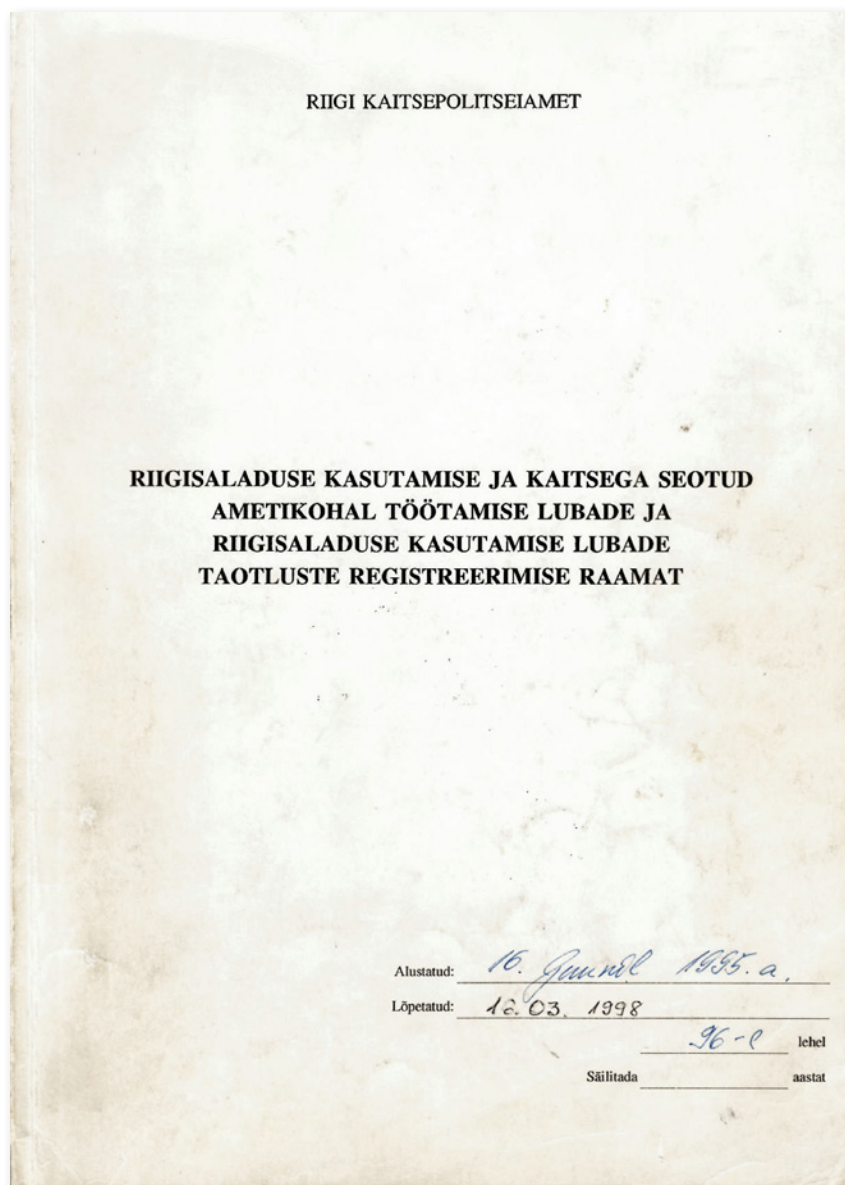 RIIGI KAITSEPOLITSEIAMET
RIIGISALADUSE KASUTAMISE JA KAITSEGA SEOTUD
AMETIKOHAL TÖÖTAMISE LUBADE JA
RIIGISALADUSE KASUTAMISE LUBADE
TAOTLUSTE REGISTREERIMISE RAAMAT
Alustatud: 16. juunil 1995. a.
Lõpetatud: 03. 1998
96-l lehel
Säilitada aastat